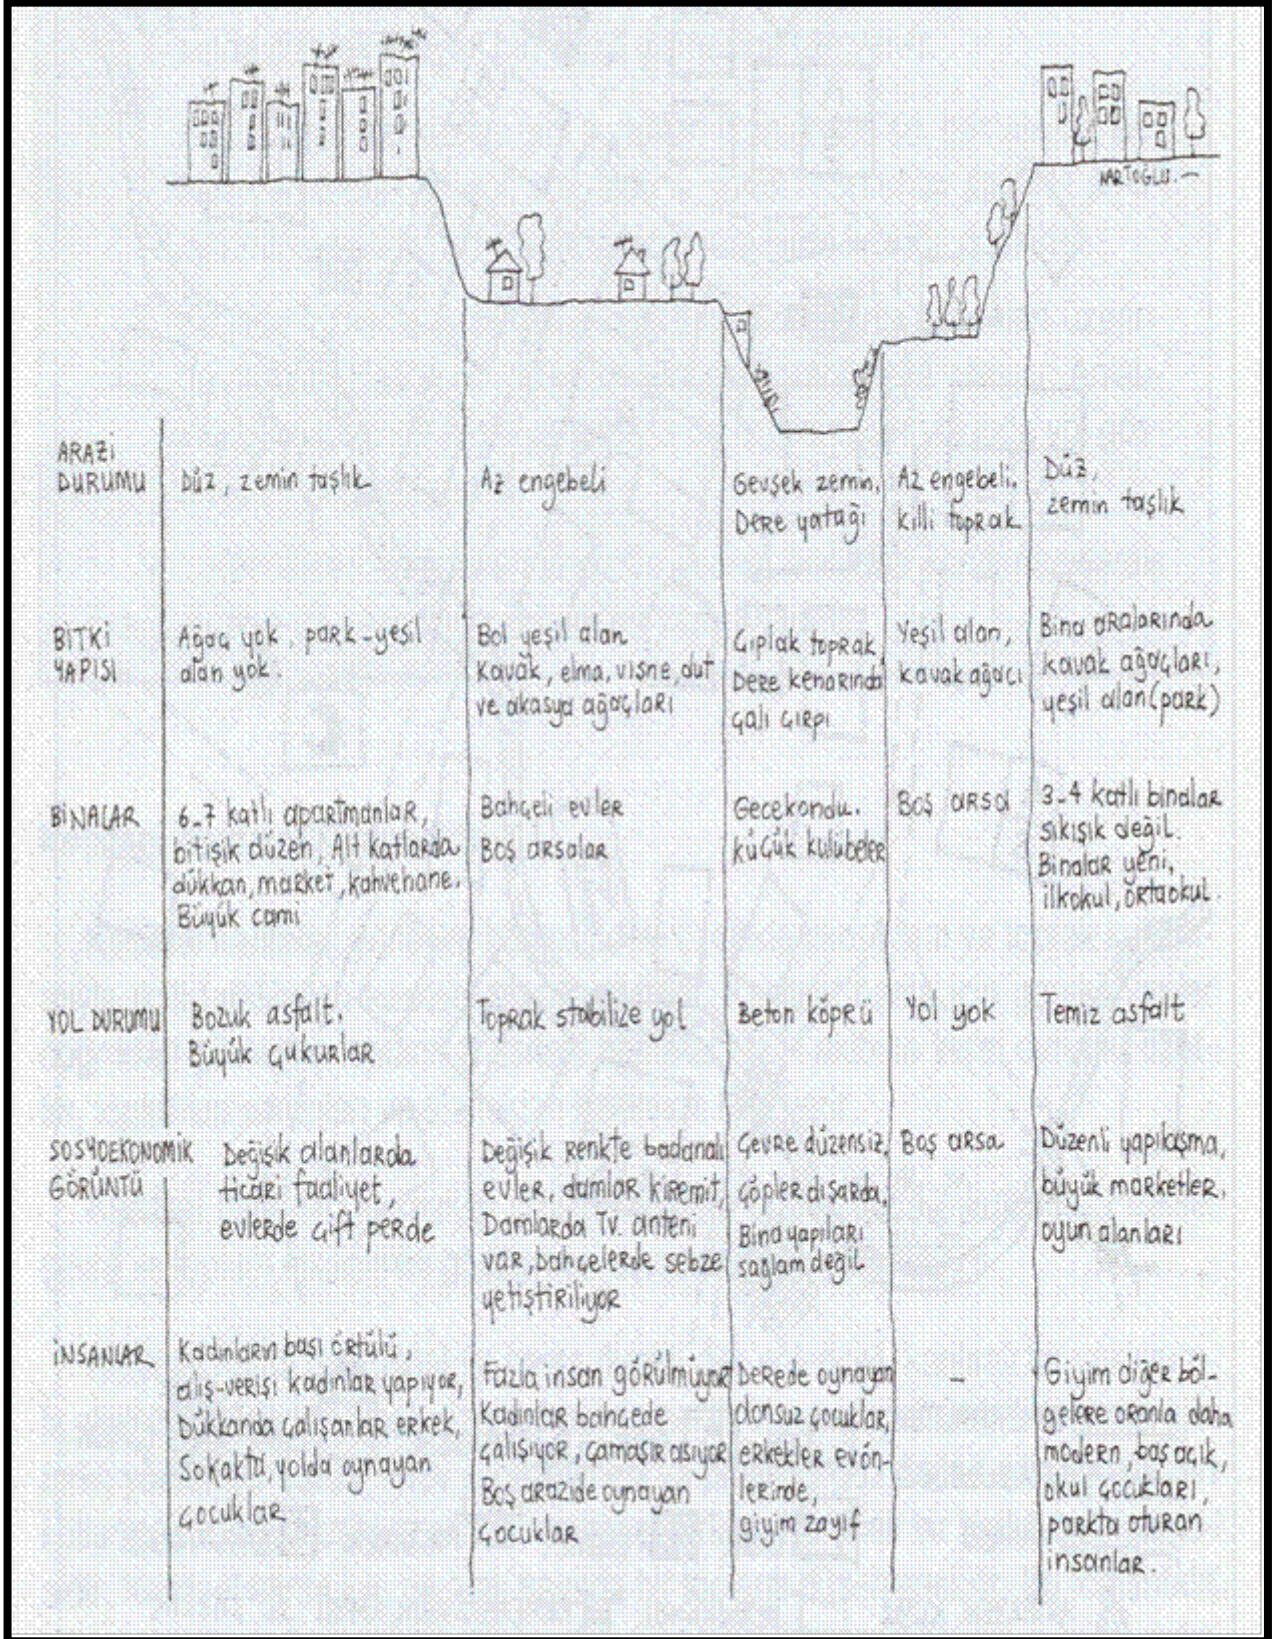 NARTOĞLU.
ARAZİ
DURUMU
Düz, zemin taşlık
Az engebeli
Gevşek zemin,
Dere yatağı
Az engebeli.
killi toprak
Düz,
zemin taşlık
BİTKİ
YAPISI
Ağaç yok, park-yeşil
alan yok.
Bol yeşil alan
Kavak, elma, vişne, dut
ve akasya ağaçları
Çıplak toprak
Dere kenarında
çalı çırpı
Yeşil alan,
kavak ağacı
Bina aralarında
kavak ağaçları,
yeşil alan (park)
BİNALAR
6-7 katlı apartmanlar,
bitişik düzen, Alt katlarda
dükkan, market, kahvehane.
Büyük cami
Bahçeli evler
Boş arsalar
Gecekondu.
küçük kulübeler
Boş arsa
3-4 katlı binalar
sıkışık değil.
Binalar yeni,
ilkokul, ortaokul.
YOL DURUMU
Bozuk asfalt.
Büyük çukurlar
Toprak stabilize yol
Beton köprü
Yol yok
Temiz asfalt
SOSYOEKONOMİK
GÖRÜNTÜ
Değişik alanlarda
ticari faaliyet,
evlerde çift perde
Değişik renkte badanalı
evler, damlar kiremit,
Damlarda Tv. anteni
var, bahçelerde sebze
yetiştiriliyor
Çevre düzensiz,
çöpler dışarda,
Bina yapıları
sağlam değil
Boş arsa
Düzenli yapılaşma,
büyük marketler,
oyun alanları
İNSANLAR
Kadınların başı örtülü,
alış-verişi kadınlar yapıyor,
Dükkanda çalışanlar erkek,
Sokakta, yolda oynayan
çocuklar
Fazla insan görülmüyor
Kadınlar bahçede
çalışıyor, çamaşır asıyor
Boş arazide oynayan
çocuklar
Derede oynayan
donsuz çocuklar,
erkekler evön-
lerinde,
giyim zayıf
-
Giyim diğer böl-
gelere oranla daha
modern, baş açık,
okul çocukları,
parkta oturan
insanlar.